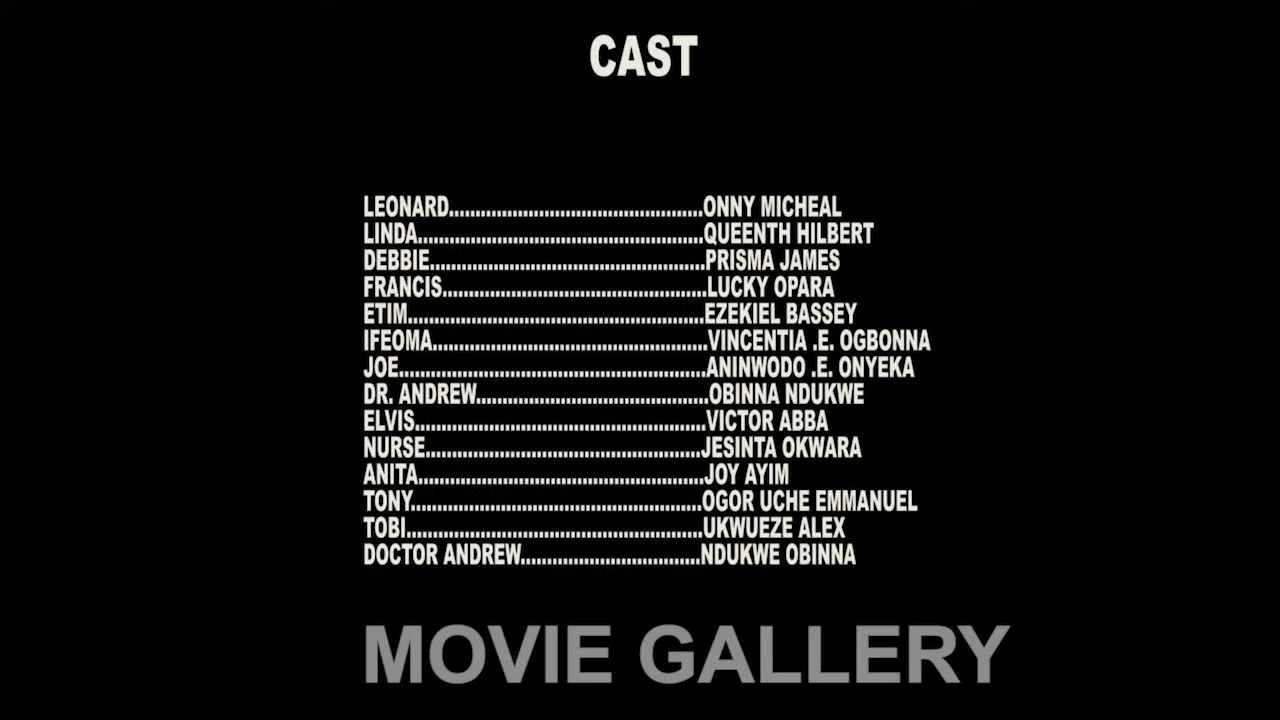 CAST
LEONARD................................................ONNY MICHEAL
LINDA......................................................QUEENTH HILBERT
DEBBIE....................................................PRISMA JAMES
FRANCIS..................................................LUCKY OPARA
ETIM........................................................EZEKIEL BASSEY
IFEOMA....................................................VINCENTIA .E. OGBONNA
JOE..........................................................ANINWODO .E. ONYEKA
DR. ANDREW............................................OBINNA NDUKWE
ELVIS.......................................................VICTOR ABBA
NURSE....................................................JESINTA OKWARA
ANITA......................................................JOY AYIM
TONY.......................................................OGOR UCHE EMMANUEL
TOBI........................................................UKWUEZE ALEX
DOCTOR ANDREW..................................NDUKWE OBINNA
MOVIE GALLERY